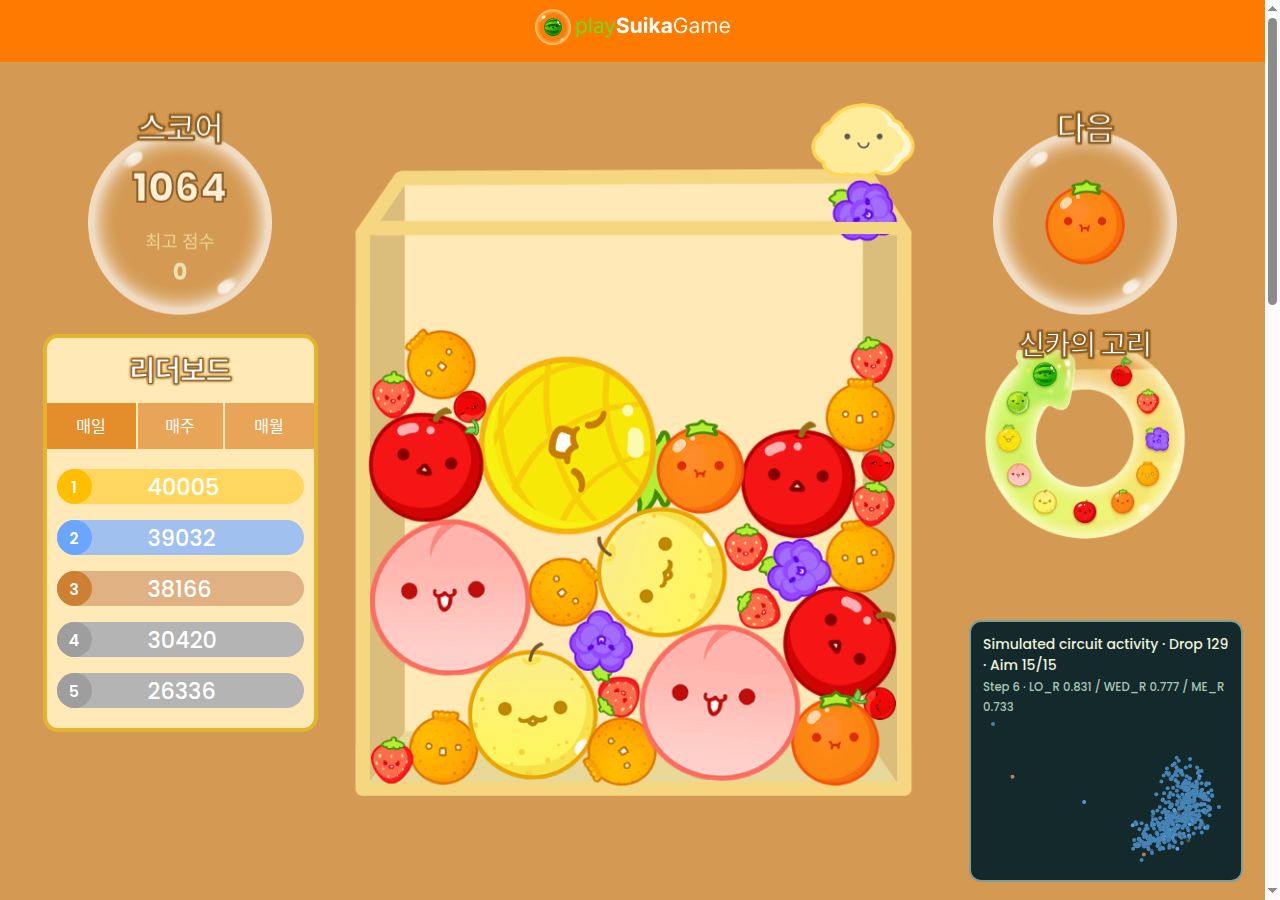 playSuikaGame
스코어
1064
최고 점수
0
다음
신카의 고리
리더보드
매일 매주 매월
1 40005
2 39032
3 38166
4 30420
5 26336
Simulated circuit activity · Drop 129
· Aim 15/15
Step 6 · LO_R 0.831 / WED_R 0.777 / ME_R
0.733